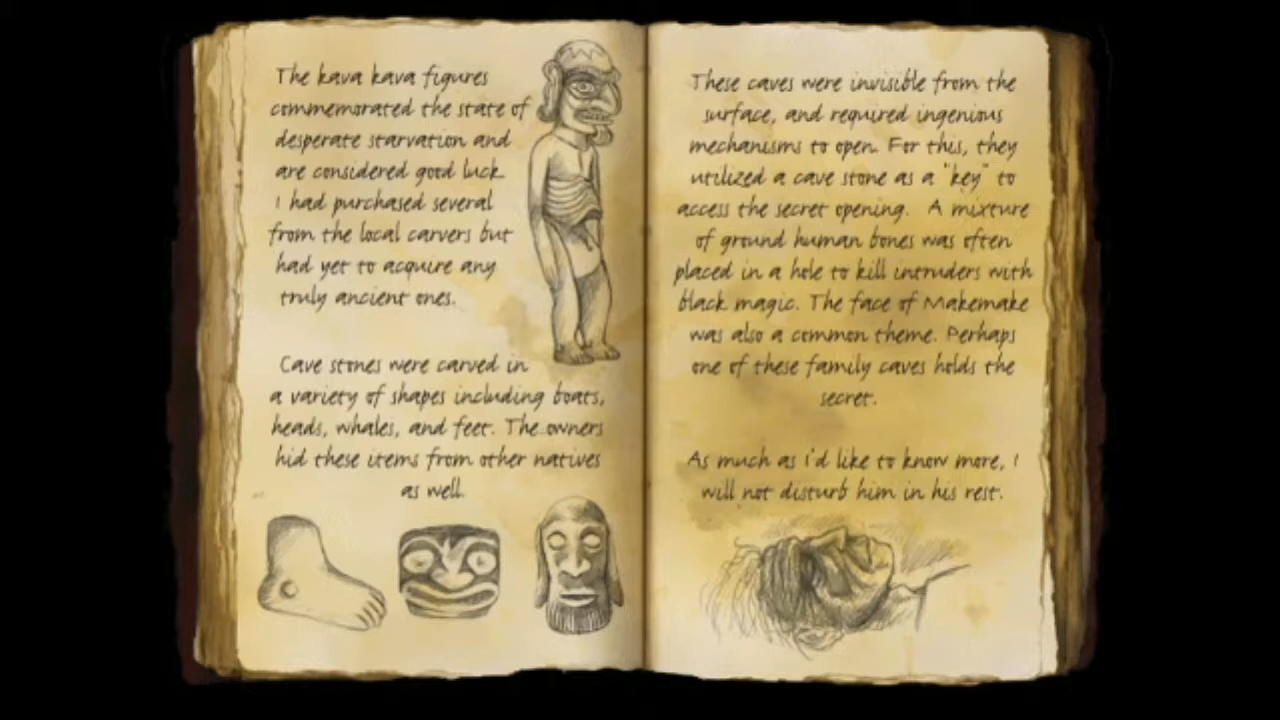 The kava kava figures
commemorated the state of
desperate starvation and
are considered good luck.
I had purchased several
from the local carvers but
had yet to acquire any
truly ancient ones.
Cave stones were carved in
a variety of shapes including boats,
heads, whales, and feet. The owners
hid these items from other natives
as well.
These caves were invisible from the
surface, and required ingenious
mechanisms to open. For this, they
utilized a cave stone as a "key" to
access the secret opening. A mixture
of ground human bones was often
placed in a hole to kill intruders with
black magic. The face of Makemake
was also a common theme. Perhaps
one of these family caves holds the
secret.
As much as I'd like to know more, I
will not disturb him in his rest.